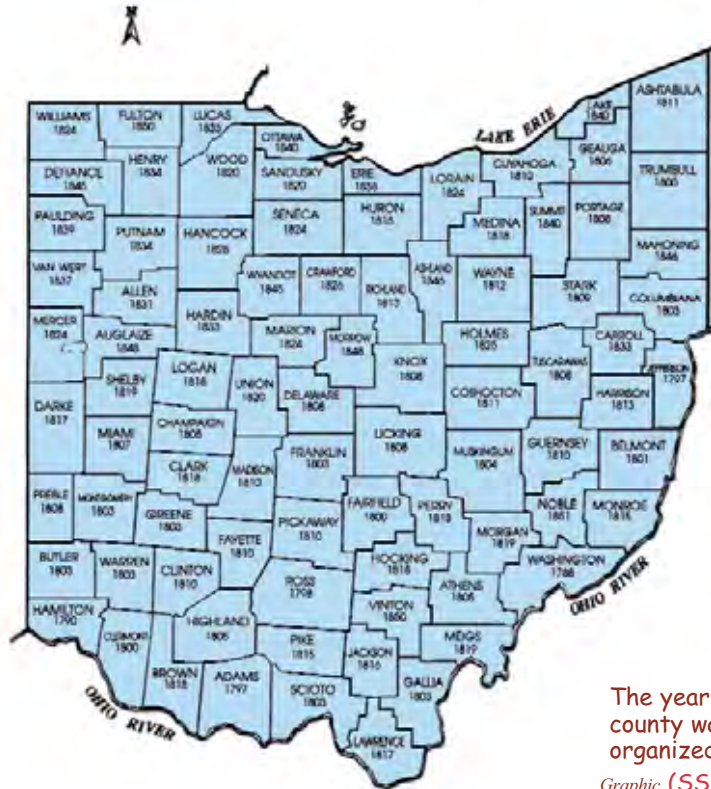 N
LAKE ERIE
WILLIAMS
1824
FULTON
1850
LUCAS
1835
OTTAWA
1840
LAKE
1840
ASHTABULA
1811
HENRY
1834
WOOD
1820
SANDUSKY
1820
ERIE
1838
LORAIN
1824
CUYAHOGA
1810
GEAUGA
1806
TRUMBULL
1800
DEFIANCE
1845
PAULDING
1839
PUTNAM
1834
HANCOCK
1828
SENECA
1824
HURON
1815
MEDINA
1818
SUMMIT
1840
PORTAGE
1808
MAHONING
1846
VAN WERT
1837
ALLEN
1831
WYANDOT
1845
CRAWFORD
1826
RICHLAND
1813
ASHLAND
1846
WAYNE
1812
STARK
1809
COLUMBIANA
1803
MERCER
1824
AUGLAIZE
1848
HARDIN
1833
MARION
1824
MORROW
1848
HOLMES
1825
CARROLL
1833
JEFFERSON
1797
DARKE
1817
SHELBY
1819
LOGAN
1818
UNION
1820
DELAWARE
1808
KNOX
1808
COSHOCTON
1811
TUSCARAWAS
1808
HARRISON
1813
MIAMI
1807
CHAMPAIGN
1805
CLARK
1818
MADISON
1810
FRANKLIN
1803
LICKING
1808
MUSKINGUM
1804
GUERNSEY
1810
BELMONT
1801
PREBLE
1808
MONTGOMERY
1803
GREENE
1803
FAYETTE
1810
PICKAWAY
1810
FAIRFIELD
1800
PERRY
1818
MORGAN
1819
NOBLE
1851
MONROE
1815
BUTLER
1803
WARREN
1803
CLINTON
1810
ROSS
1798
HOCKING
1818
ATHENS
1805
WASHINGTON
1788
HAMILTON
1790
CLERMONT
1800
BROWN
1818
HIGHLAND
1805
ADAMS
1797
PIKE
1815
VINTON
1850
JACKSON
1816
MEIGS
1819
SCIOTO
1803
GALLIA
1803
LAWRENCE
1817
OHIO RIVER
OHIO RIVER
The year
county
organized
Graphic (SS